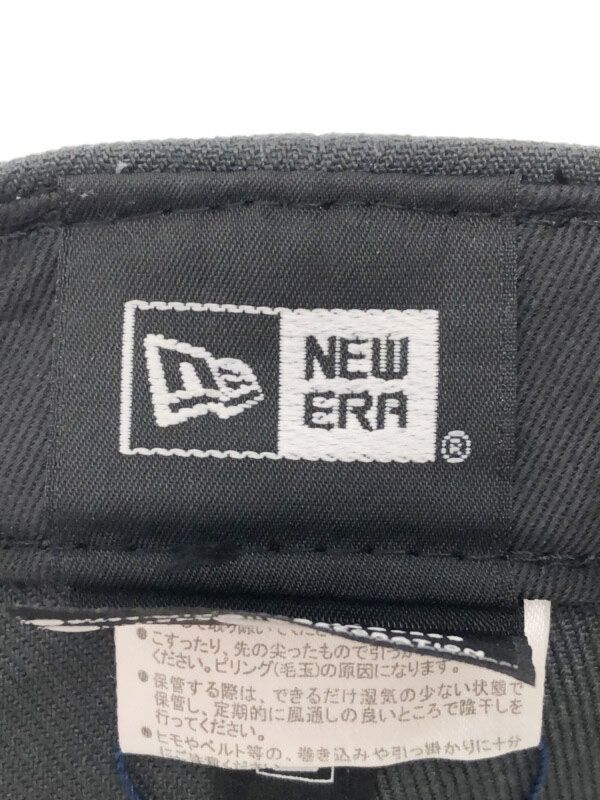 NE
NEW
ERA
®
ATION
●こすったり、先の尖ったもので引っか
ください。ピリング(毛玉)の原因になります。
●保管する際は、できるだけ湿気の少ない状態で
保管し、定期的に風通しの良いところで陰干しを
行ってください。
●ヒモやベルト等の、巻き込みや引っ掛かりに十分